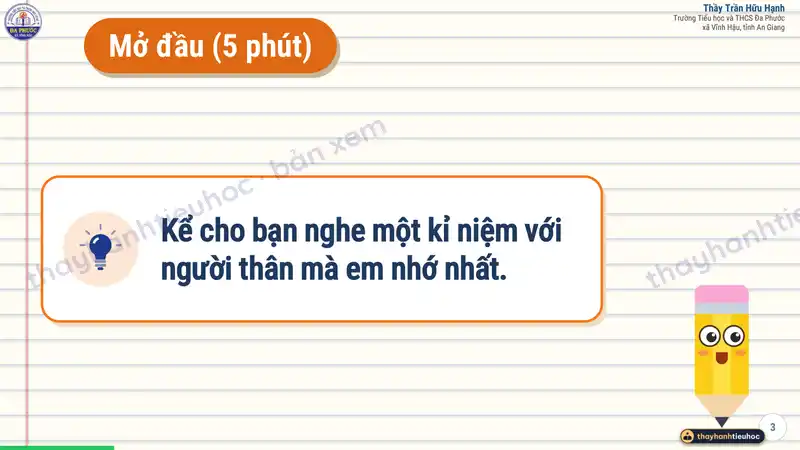 Thầy Trần Hữu Hạnh
Trường Tiểu học và THCS Đa Phước
xã Vĩnh Hậu, tỉnh An Giang
ĐA PHƯỚC
Mở đầu (5 phút)
thayhanhtieuhoc · bản xem
Kể cho bạn nghe một kỉ niệm với
người thân mà em nhớ nhất.
thayhanhtie
thayhanhtieuhoc
3